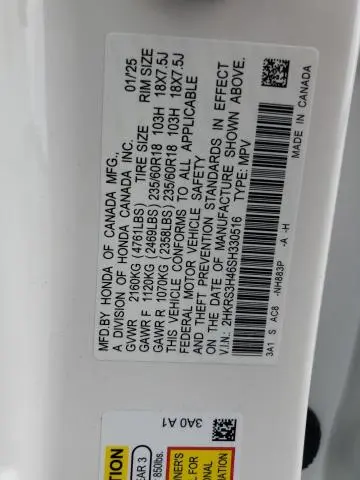 MFD.BY HONDA OF CANADA MFG.,
A DIVISION OF HONDA CANADA INC. 01/'25
GVWR 2160KG (4761LBS) TIRE SIZE RIM SIZE
GAWR F 1120KG (2469LBS) 235/60R18 103H 18X7.5J
GAWR R 1070KG (2358LBS) 235/60R18 103H 18X7.5J
THIS VEHICLE CONFORMS TO ALL APPLICABLE
FEDERAL MOTOR VEHICLE SAFETY
AND THEFT PREVENTION STANDARDS IN EFFECT
ON THE DATE OF MANUFACTURE SHOWN ABOVE.
V.I.N.: 2HKRS3H46SH330516 TYPE: MPV
3A1 S AC8 -NH883P -A -H MADE IN CANADA
3A0 A1
EAR 3
850lbs.